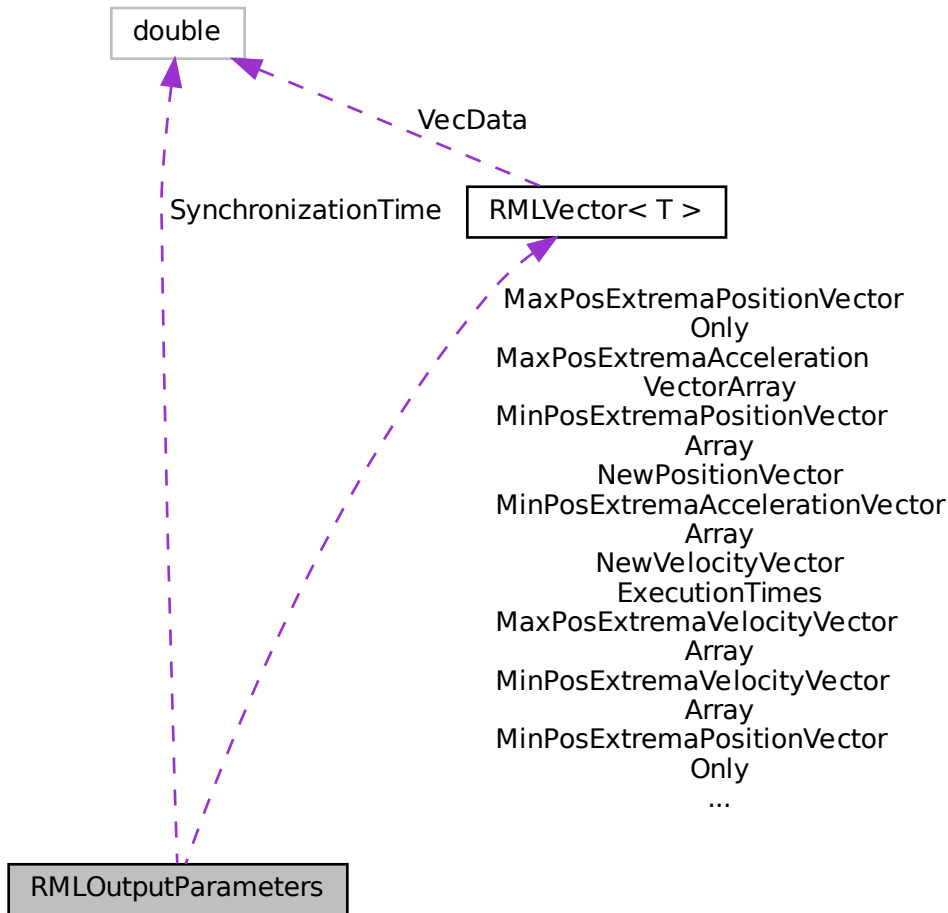 double
VecData
SynchronizationTime
RMLVector< T >
MaxPosExtremaPositionVector
Only
MaxPosExtremaAcceleration
VectorArray
MinPosExtremaPositionVector
Array
NewPositionVector
MinPosExtremaAccelerationVector
Array
NewVelocityVector
ExecutionTimes
MaxPosExtremaVelocityVector
Array
MinPosExtremaVelocityVector
Array
MinPosExtremaPositionVector
Only
...
RMLOutputParameters